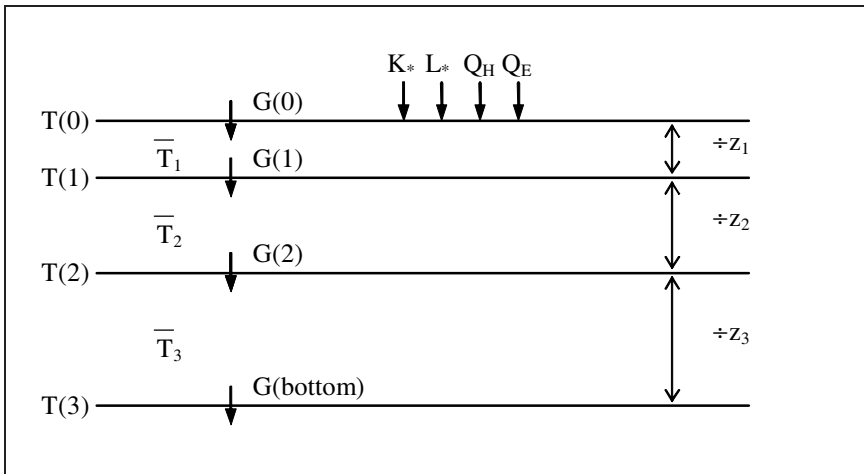 K* L* QH QE
G(0)
T(0)
÷z1
T̅1
G(1)
T(1)
T̅2
÷z2
G(2)
T(2)
T̅3
÷z3
G(bottom)
T(3)